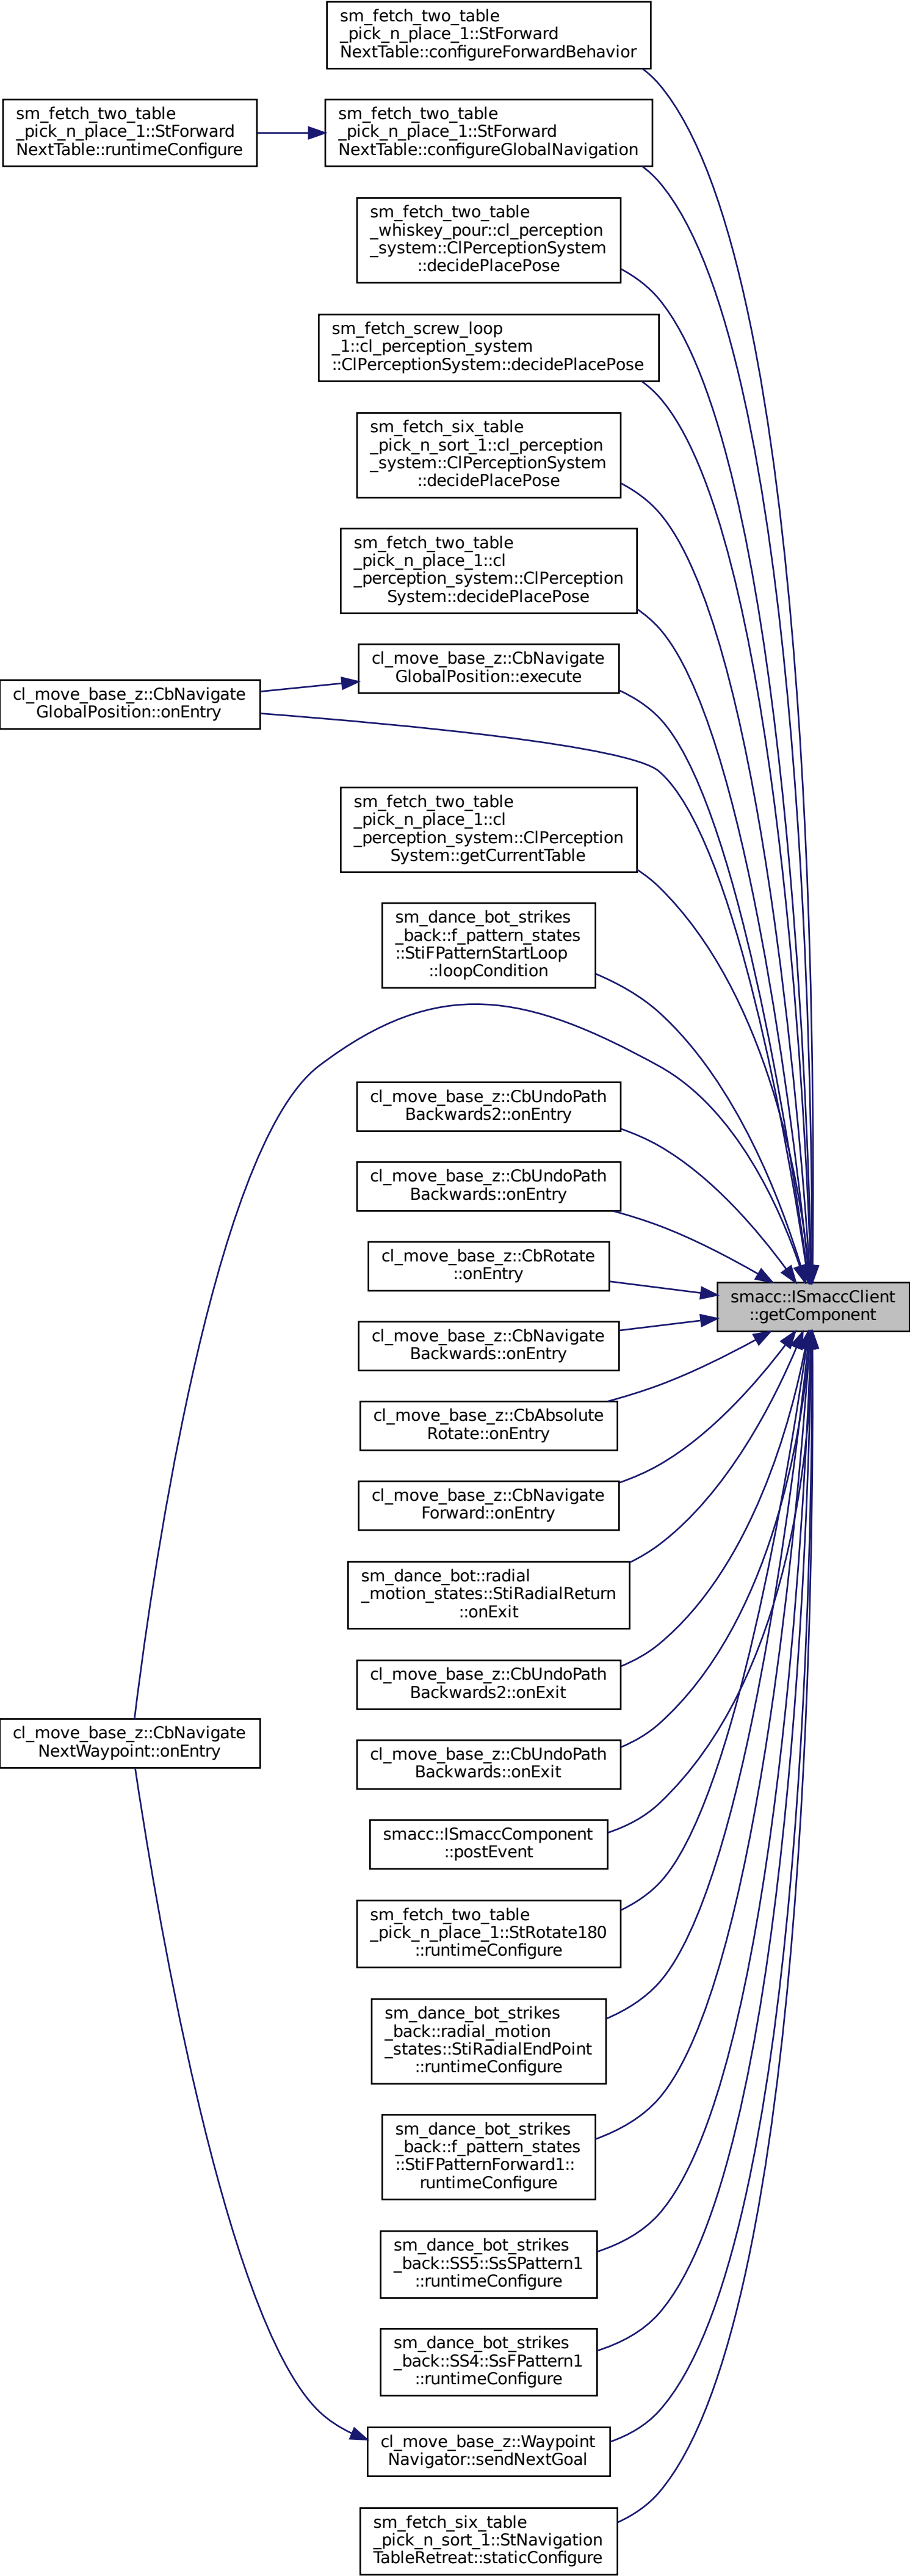 sm_fetch_two_table
_pick_n_place_1::StForward
NextTable::configureForwardBehavior
sm_fetch_two_table
_pick_n_place_1::StForward
NextTable::runtimeConfigure
sm_fetch_two_table
_pick_n_place_1::StForward
NextTable::configureGlobalNavigation
sm_fetch_two_table
_whiskey_pour::cl_perception
_system::ClPerceptionSystem
::decidePlacePose
sm_fetch_screw_loop
_1::cl_perception_system
::ClPerceptionSystem::decidePlacePose
sm_fetch_six_table
_pick_n_sort_1::cl_perception
_system::ClPerceptionSystem
::decidePlacePose
sm_fetch_two_table
_pick_n_place_1::cl
_perception_system::ClPerception
System::decidePlacePose
cl_move_base_z::CbNavigate
GlobalPosition::execute
cl_move_base_z::CbNavigate
GlobalPosition::onEntry
sm_fetch_two_table
_pick_n_place_1::cl
_perception_system::ClPerception
System::getCurrentTable
sm_dance_bot_strikes
_back::f_pattern_states
::StiFPatternStartLoop
::loopCondition
cl_move_base_z::CbUndoPath
Backwards2::onEntry
cl_move_base_z::CbUndoPath
Backwards::onEntry
cl_move_base_z::CbRotate
::onEntry
smacc::ISmaccClient
::getComponent
cl_move_base_z::CbNavigate
Backwards::onEntry
cl_move_base_z::CbAbsolute
Rotate::onEntry
cl_move_base_z::CbNavigate
Forward::onEntry
sm_dance_bot::radial
_motion_states::StiRadialReturn
::onExit
cl_move_base_z::CbUndoPath
Backwards2::onExit
cl_move_base_z::CbNavigate
NextWaypoint::onEntry
cl_move_base_z::CbUndoPath
Backwards::onExit
smacc::ISmaccComponent
::postEvent
sm_fetch_two_table
_pick_n_place_1::StRotate180
::runtimeConfigure
sm_dance_bot_strikes
_back::radial_motion
_states::StiRadialEndPoint
::runtimeConfigure
sm_dance_bot_strikes
_back::f_pattern_states
::StiFPatternForward1::
runtimeConfigure
sm_dance_bot_strikes
_back::SS5::SsSPattern1
::runtimeConfigure
sm_dance_bot_strikes
_back::SS4::SsFPattern1
::runtimeConfigure
cl_move_base_z::Waypoint
Navigator::sendNextGoal
sm_fetch_six_table
_pick_n_sort_1::StNavigation
TableRetreat::staticConfigure